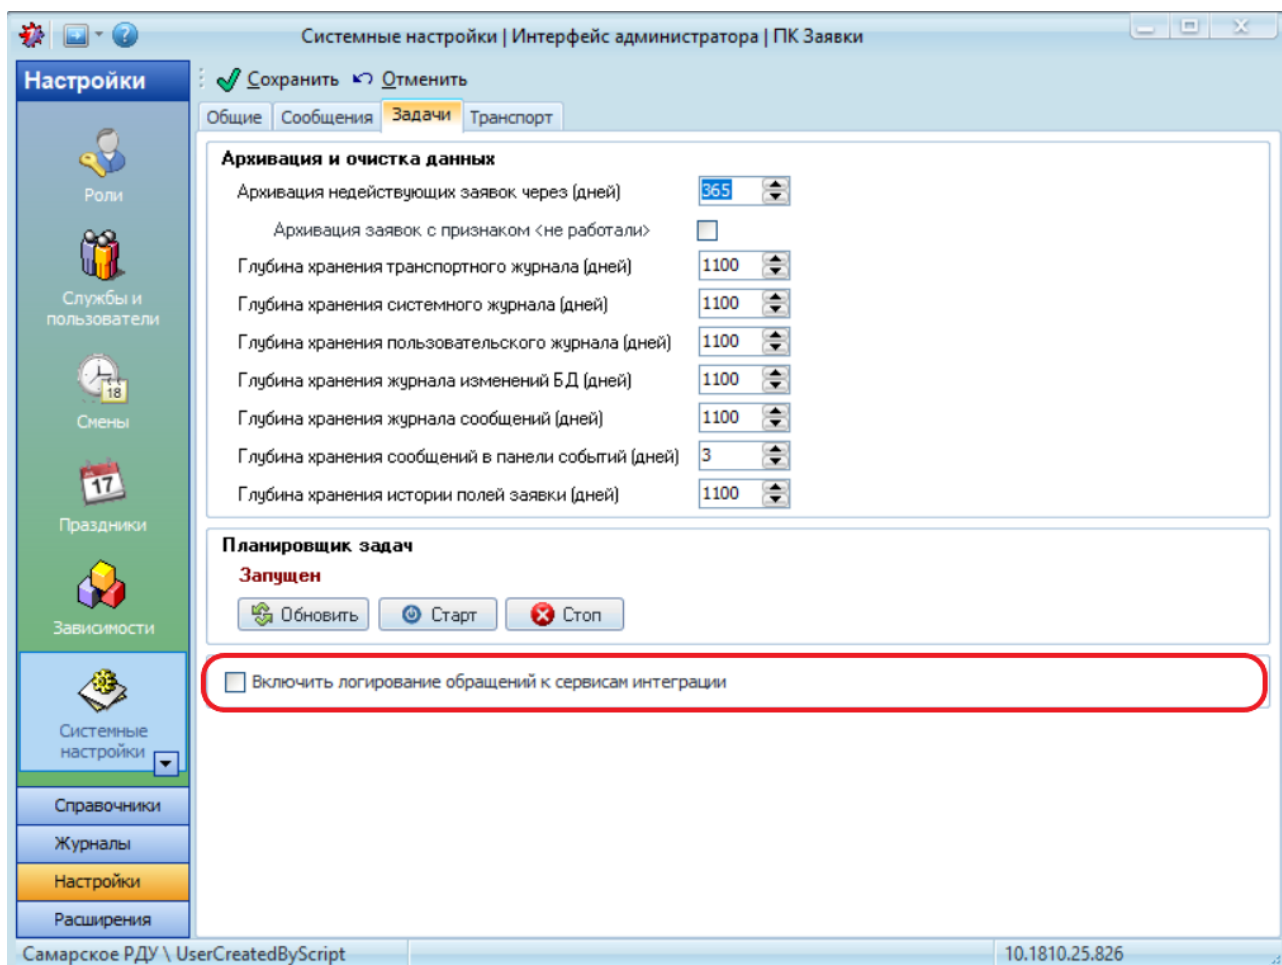 Системные настройки | Интерфейс администратора | ПК Заявки
Настройки
Сохранить Отменить
Общие Сообщения Задачи Транспорт
Роли
Службы и
пользователи
18
Смены
17
Праздники
Зависимости
Системные
настройки
Справочники
Журналы
Настройки
Расширения
Архивация и очистка данных
Архивация недействующих заявок через (дней) 365
Архивация заявок с признаком <не работали>
Глубина хранения транспортного журнала (дней) 1100
Глубина хранения системного журнала (дней) 1100
Глубина хранения пользовательского журнала (дней) 1100
Глубина хранения журнала изменений БД (дней) 1100
Глубина хранения журнала сообщений (дней) 1100
Глубина хранения сообщений в панели событий (дней) 3
Глубина хранения истории полей заявки (дней) 1100
Планировщик задач
Запущен
Обновить Старт Стоп
Включить логирование обращений к сервисам интеграции
Самарское РДУ \ UserCreatedByScript 10.1810.25.826